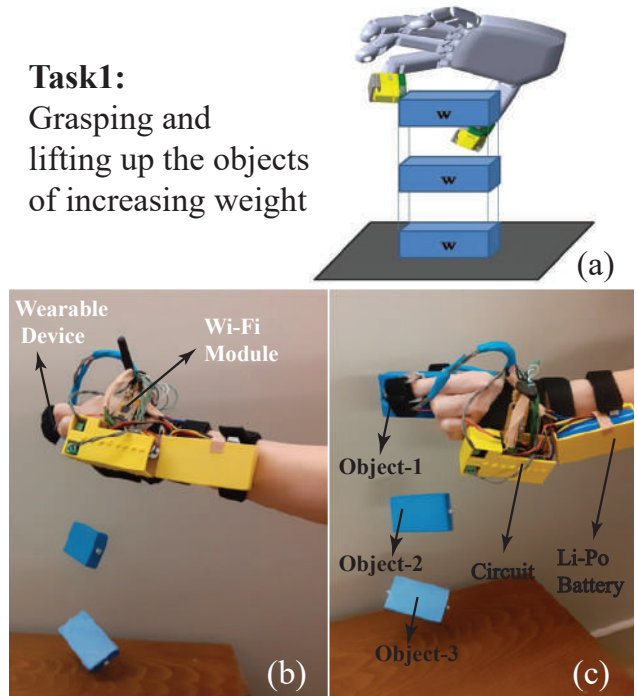 Task1:
Grasping and
lifting up the objects
of increasing weight
W
W
W
(a)
Wearable
Device
Wi-Fi
Module
(b)
Object-1
Object-2
Object-3
Circuit
Li-Po
Battery
(c)